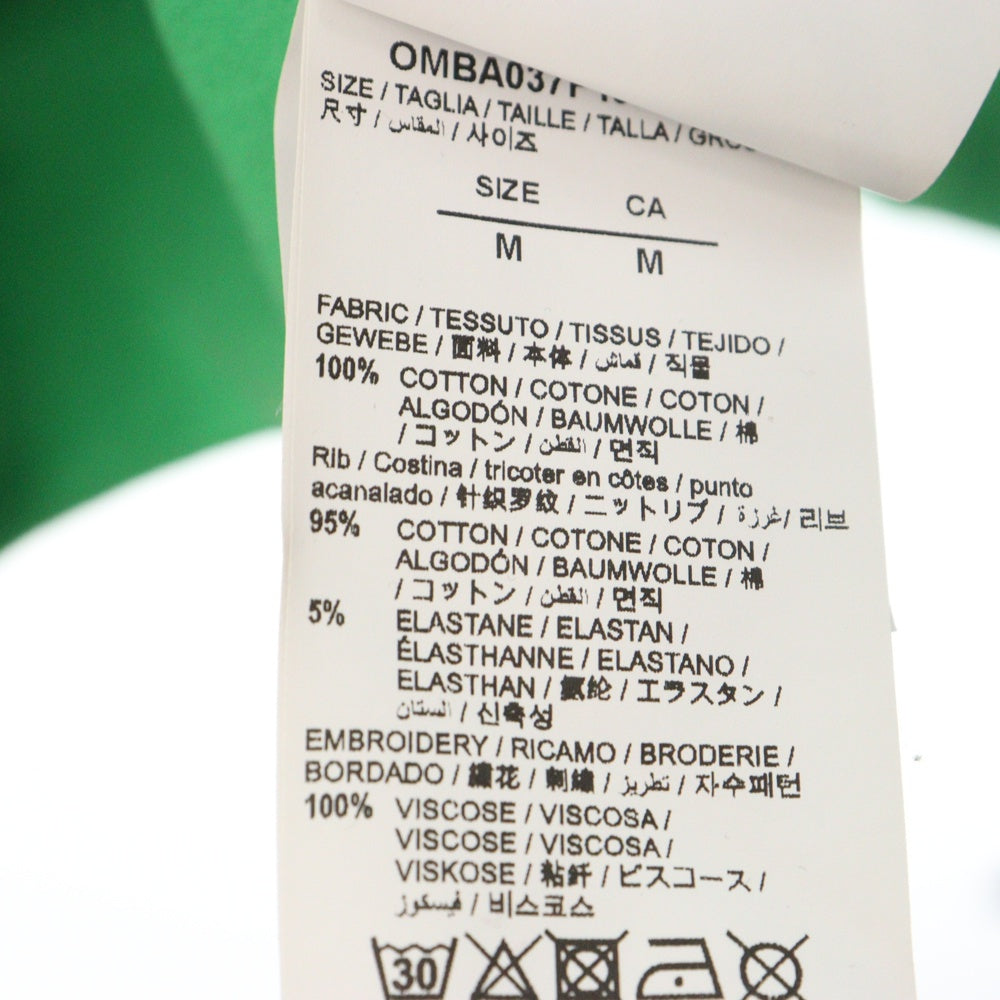 OMBA037F
SIZE / TAGLIA / TAILLE / TALLA /
尺寸 / المقاس / 사이즈
SIZE CA
M M
FABRIC / TESSUTO / TISSUS / TEJIDO /
GEWEBE / 面料 / 本体 / قماش / 직물
100% COTTON / COTONE / COTON /
ALGODÓN / BAUMWOLLE / 棉
/ コットン / القطن / 면직
Rib / Costina / tricoter en côtes / punto
acanalado / 针织罗纹 / ニットリブ / غرزة / 리브
95% COTTON / COTONE / COTON /
ALGODÓN / BAUMWOLLE / 棉
/ コットン / القطن / 면직
5% ELASTANE / ELASTAN /
ÉLASTHANNE / ELASTANO /
ELASTHAN / 氨纶 / エラスタン /
الستان / 신축성
EMBROIDERY / RICAMO / BRODERIE /
BORDADO / 繡花 / 刺繡 / تطريز / 자수패턴
100% VISCOSE / VISCOSA /
VISCOSE / VISCOSA /
VISKOSE / 粘釺 / ビスコース /
فيسكوز / 비스코스
30